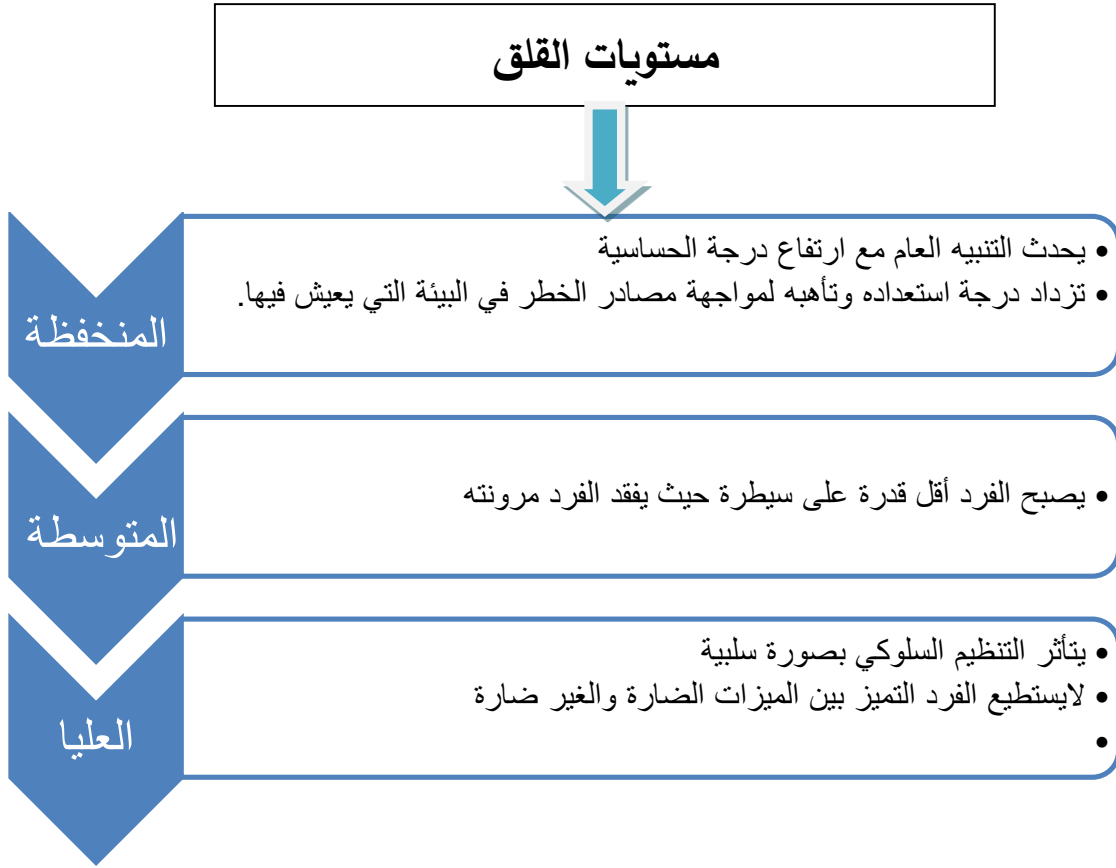 مستويات القلق
المنخفظة
• يحدث التنبيه العام مع ارتفاع درجة الحساسية
• تزداد درجة استعداده وتأهبه لمواجهة مصادر الخطر في البيئة التي يعيش فيها.
المتوسطة
• يصبح الفرد أقل قدرة على سيطرة حيث يفقد الفرد مرونته
العليا
• يتأثر التنظيم السلوكي بصورة سلبية
• لايستطيع الفرد التميز بين الميزات الضارة والغير ضارة
•